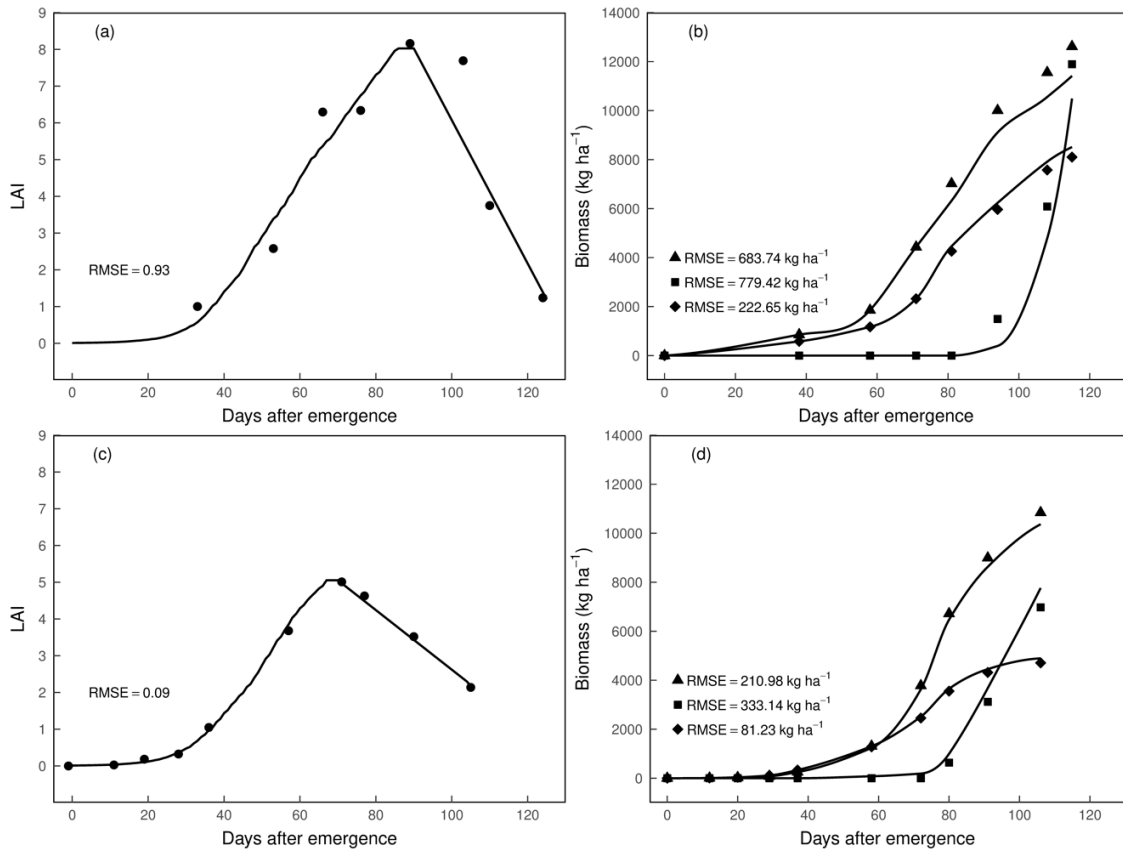 (a)
9
8
7
6
5
4
3
2
1
0
LAI
RMSE = 0.93
0 20 40 60 80 100 120
Days after emergence
(b)
14000
12000
10000
8000
6000
4000
2000
0
Biomass (kg ha⁻¹)
RMSE = 683.74 kg ha⁻¹
RMSE = 779.42 kg ha⁻¹
RMSE = 222.65 kg ha⁻¹
0 20 40 60 80 100 120
Days after emergence
(c)
9
8
7
6
5
4
3
2
1
0
LAI
RMSE = 0.09
0 20 40 60 80 100 120
Days after emergence
(d)
14000
12000
10000
8000
6000
4000
2000
0
Biomass (kg ha⁻¹)
RMSE = 210.98 kg ha⁻¹
RMSE = 333.14 kg ha⁻¹
RMSE = 81.23 kg ha⁻¹
0 20 40 60 80 100 120
Days after emergence